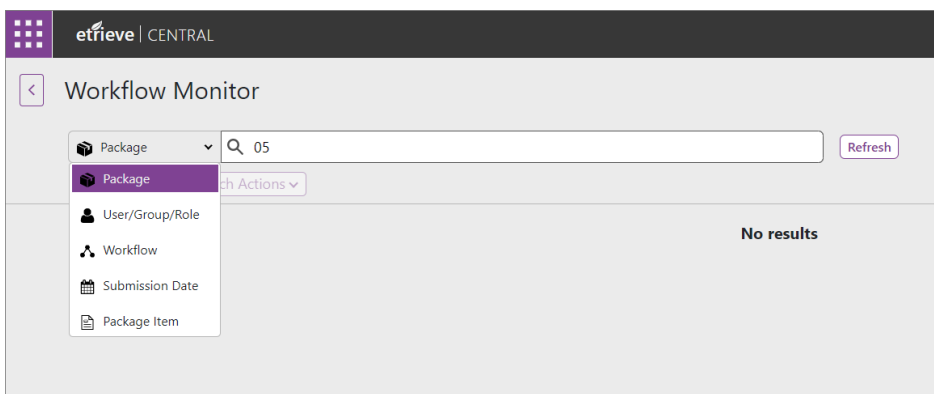 etrieve | CENTRAL
Workflow Monitor
Package
05
Refresh
Package
ch Actions
User/Group/Role
No results
Workflow
Submission Date
Package Item